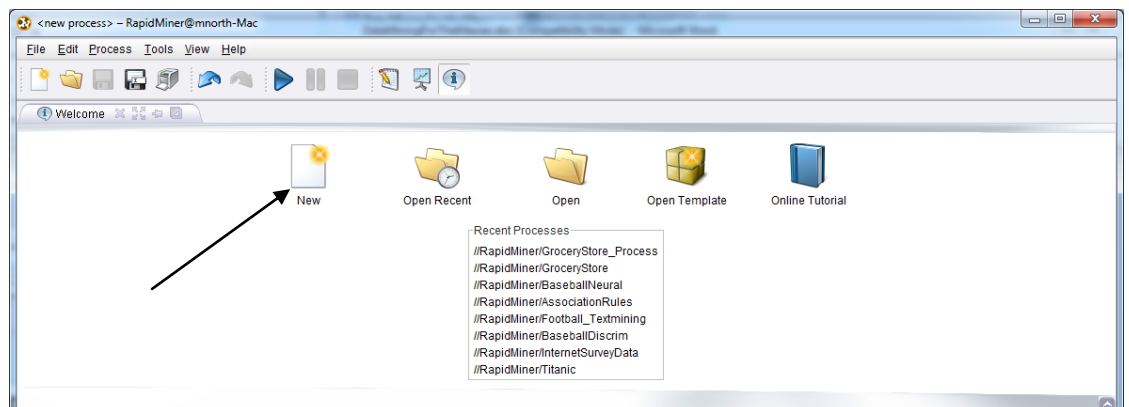 <new process> – RapidMiner@mnorth-Mac
File Edit Process Tools View Help
Welcome
New Open Recent Open Open Template Online Tutorial
Recent Processes
//RapidMiner/GroceryStore_Process
//RapidMiner/GroceryStore
//RapidMiner/BaseballNeural
//RapidMiner/AssociationRules
//RapidMiner/Football_Textmining
//RapidMiner/BaseballDiscrim
//RapidMiner/InternetSurveyData
//RapidMiner/Titanic